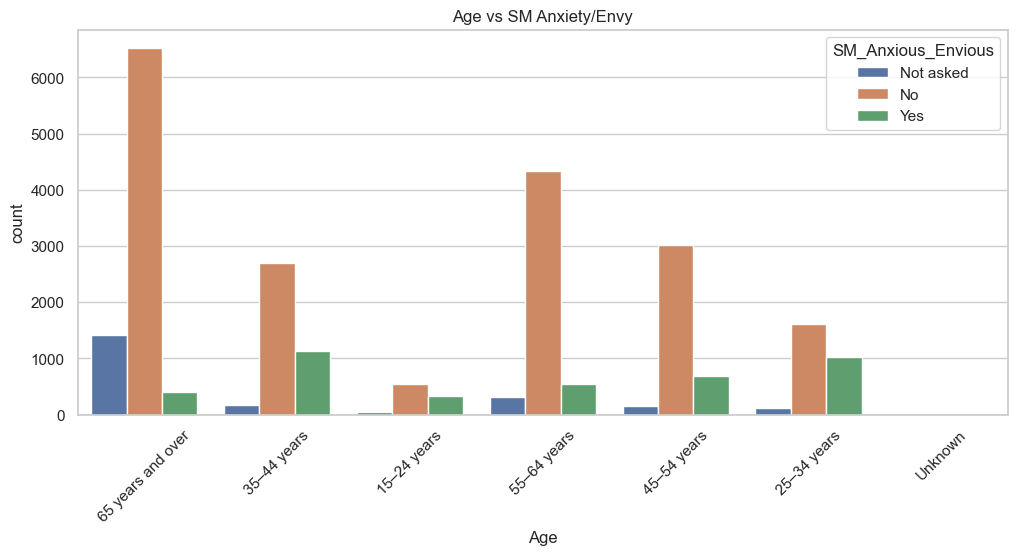 Age vs SM Anxiety/Envy
SM_Anxious_Envious
Not asked
No
Yes
6000
5000
4000
3000
2000
1000
0
count
65 years and over
35–44 years
15–24 years
55–64 years
45–54 years
25–34 years
Unknown
Age